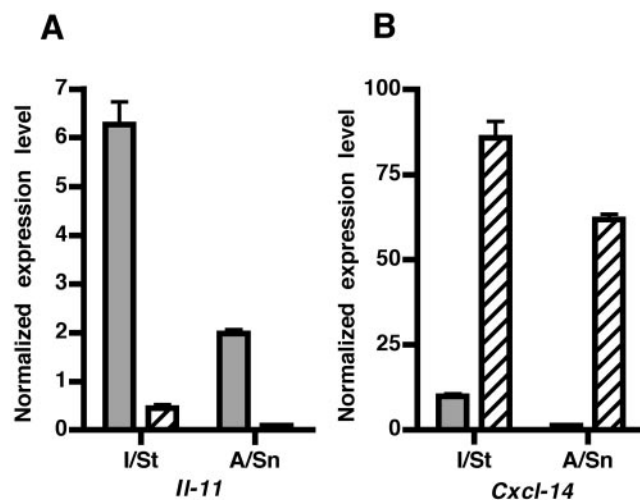 A
Normalized expression level
7
6
5
4
3
2
1
0
I/St A/Sn
Il-11
B
Normalized expression level
100
75
50
25
0
I/St A/Sn
Cxcl-14